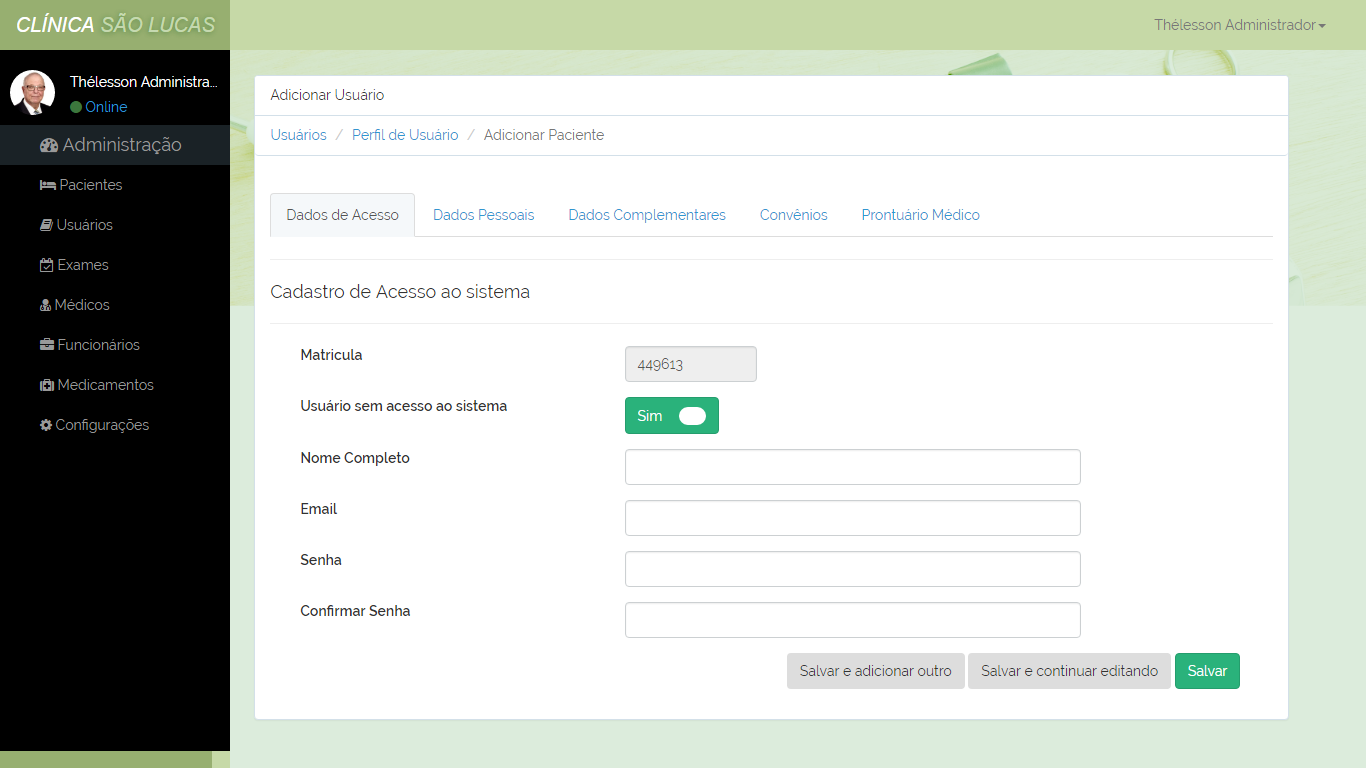 CLÍNICA SÃO LUCAS
Thélesson Administrador
Thélesson Administra...
Online
Administração
Pacientes
Usuários
Exames
Médicos
Funcionários
Medicamentos
Configurações
Adicionar Usuário
Usuários / Perfil de Usuário / Adicionar Paciente
Dados de Acesso Dados Pessoais Dados Complementares Convênios Prontuário Médico
Cadastro de Acesso ao sistema
Matricula 449613
Usuário sem acesso ao sistema Sim
Nome Completo
Email
Senha
Confirmar Senha
Salvar e adicionar outro Salvar e continuar editando Salvar